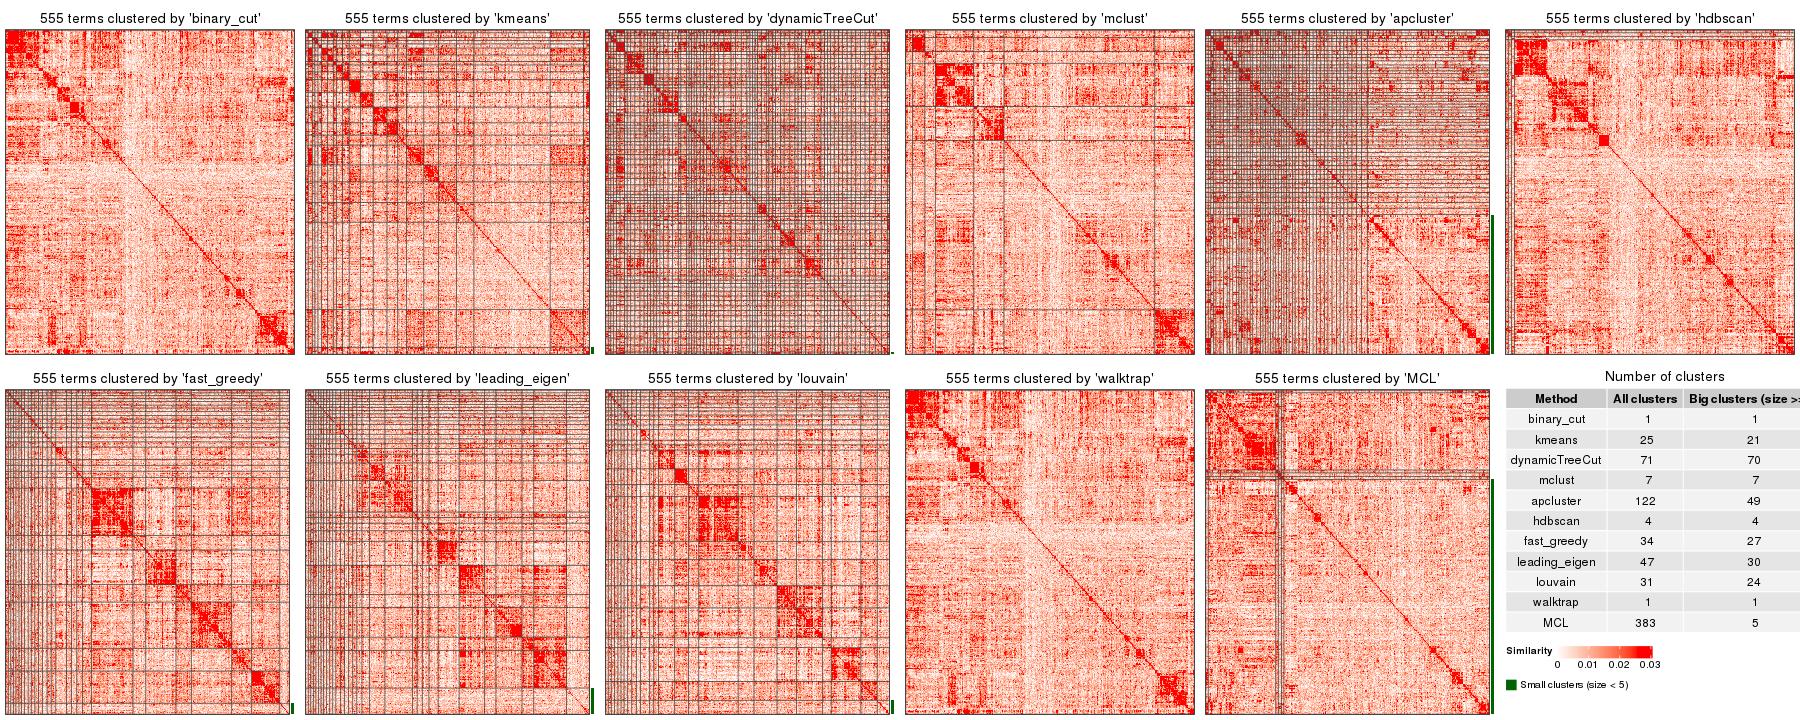 555 terms clustered by 'binary_cut'
555 terms clustered by 'kmeans'
555 terms clustered by 'dynamicTreeCut'
555 terms clustered by 'mclust'
555 terms clustered by 'apcluster'
555 terms clustered by 'hdbscan'
555 terms clustered by 'fast_greedy'
555 terms clustered by 'leading_eigen'
555 terms clustered by 'louvain'
555 terms clustered by 'walktrap'
555 terms clustered by 'MCL'
Number of clusters
Method All clusters Big clusters (size >=
binary_cut 1 1
kmeans 25 21
dynamicTreeCut 71 70
mclust 7 7
apcluster 122 49
hdbscan 4 4
fast_greedy 34 27
leading_eigen 47 30
louvain 31 24
walktrap 1 1
MCL 383 5
Similarity
0 0.01 0.02 0.03
Small clusters (size < 5)